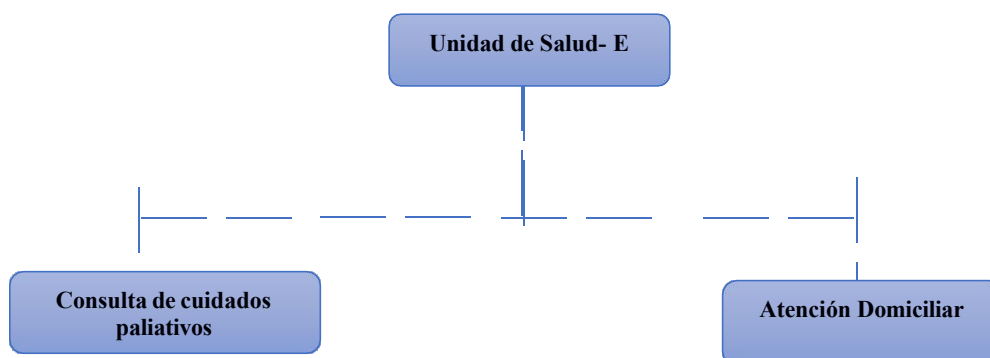 Unidad de Salud- E
Consulta de cuidados
paliativos
Atención Domiciliar